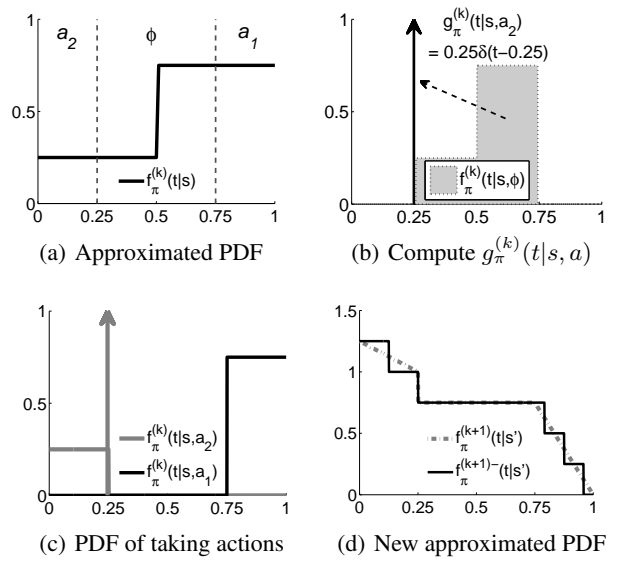 1
0.5
0
a₂
ϕ
a₁
f_π^(k)(t|s)
0 0.25 0.5 0.75 1
(a) Approximated PDF
1
0.5
0
g_π^(k)(t|s,a₂)
= 0.25δ(t−0.25)
f_π^(k)(t|s,ϕ)
0 0.25 0.5 0.75 1
(b) Compute g_π^(k)(t|s, a)
1
0.5
0
f_π^(k)(t|s,a₂)
f_π^(k)(t|s,a₁)
0 0.25 0.5 0.75 1
(c) PDF of taking actions
1.5
1.0
0.5
0
f_π^(k+1)(t|s')
f_π^(k+1)−(t|s')
0 0.25 0.5 0.75 1
(d) New approximated PDF